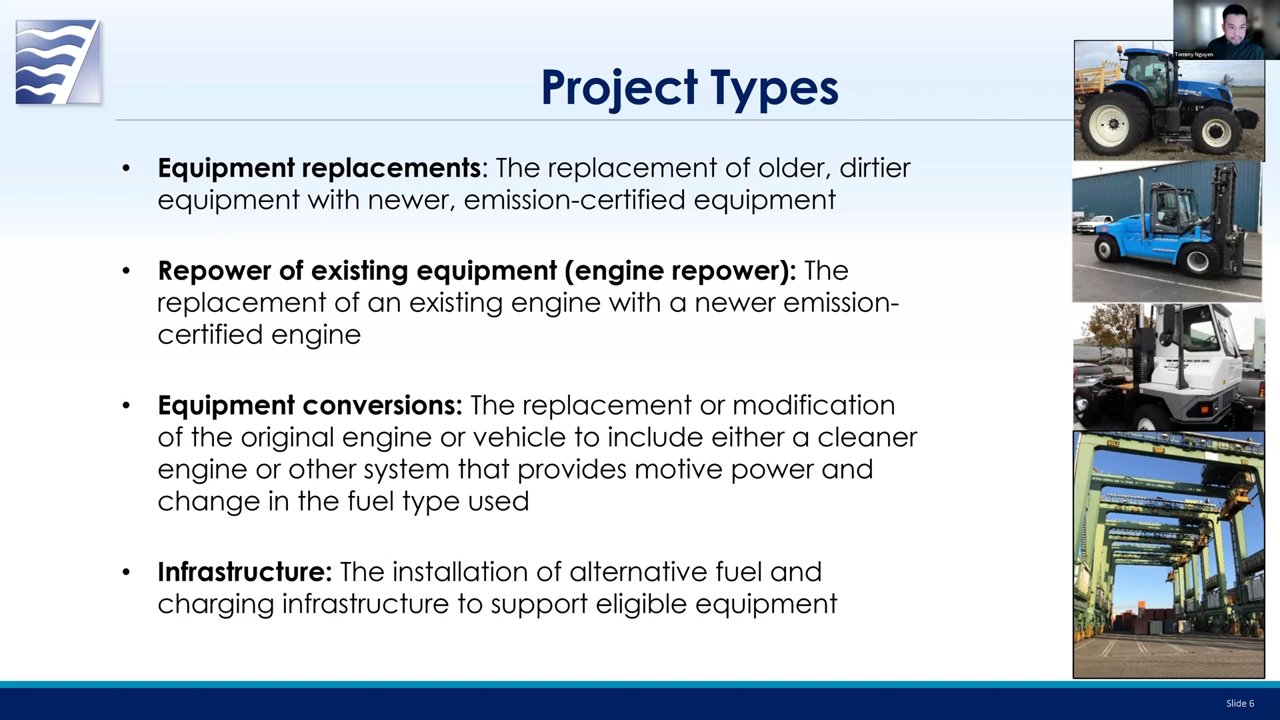 Tommy Nguyen
Project Types
• Equipment replacements: The replacement of older, dirtier
equipment with newer, emission-certified equipment
• Repower of existing equipment (engine repower): The
replacement of an existing engine with a newer emission-
certified engine
• Equipment conversions: The replacement or modification
of the original engine or vehicle to include either a cleaner
engine or other system that provides motive power and
change in the fuel type used
• Infrastructure: The installation of alternative fuel and
charging infrastructure to support eligible equipment
Slide 6